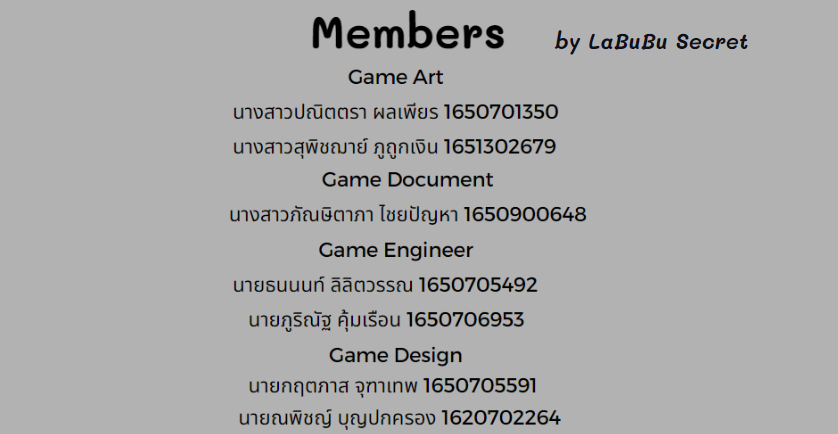 Members
by LaBuBu Secret
Game Art
นางสาวปณิตตรา ผลเพียร 1650701350
นางสาวสุพิชฌาย์ ภูถูกเงิน 1651302679
Game Document
นางสาวภัณษิตาภา ไชยปัญหา 1650900648
Game Engineer
นายธนนนท์ ลิลิตวรรณ 1650705492
นายภูริณัฐ คุ้มเรือน 1650706953
Game Design
นายกฤตภาส จุฑาเทพ 1650705591
นายณพิชญ์ บุญปกครอง 1620702264